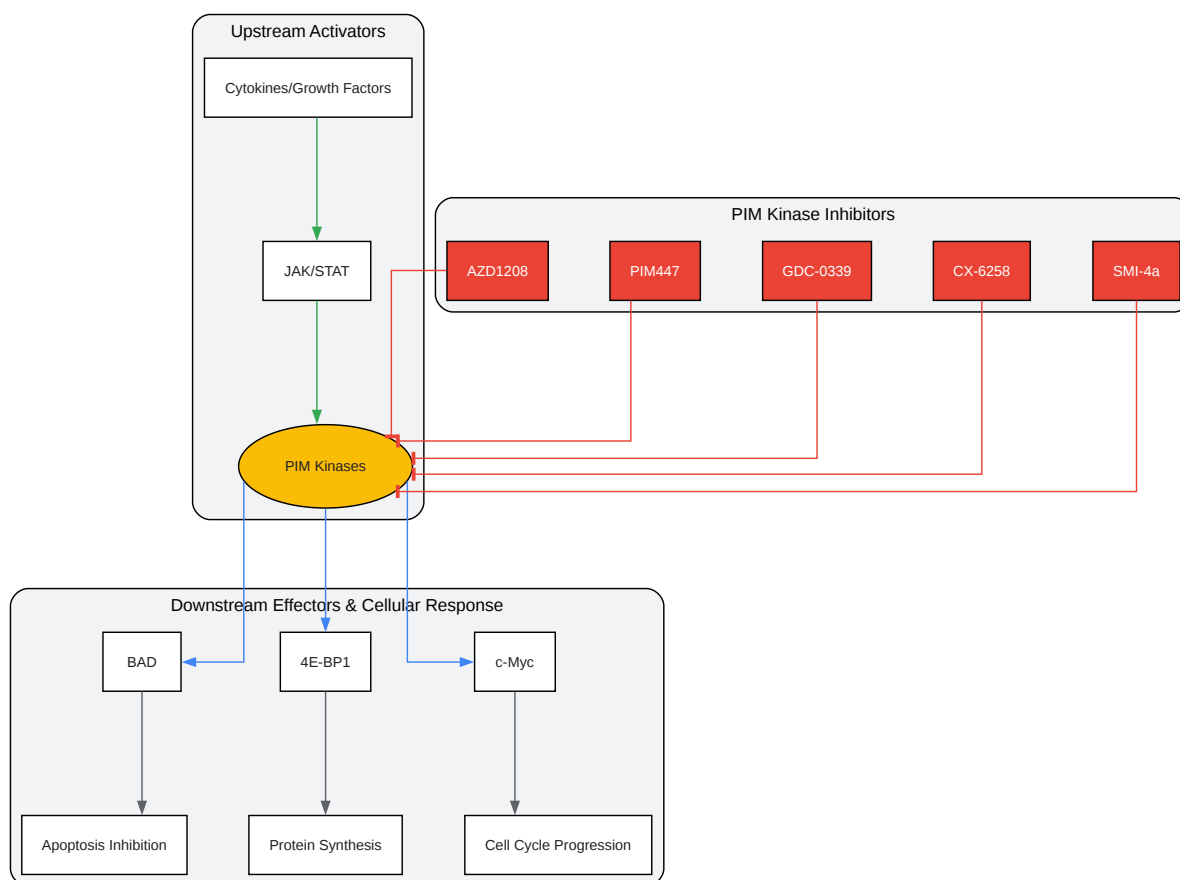 Upstream Activators
Cytokines/Growth Factors
JAK/STAT
PIM Kinases
PIM Kinase Inhibitors
AZD1208
PIM447
GDC-0339
CX-6258
SMI-4a
Downstream Effectors & Cellular Response
BAD
4E-BP1
c-Myc
Apoptosis Inhibition
Protein Synthesis
Cell Cycle Progression